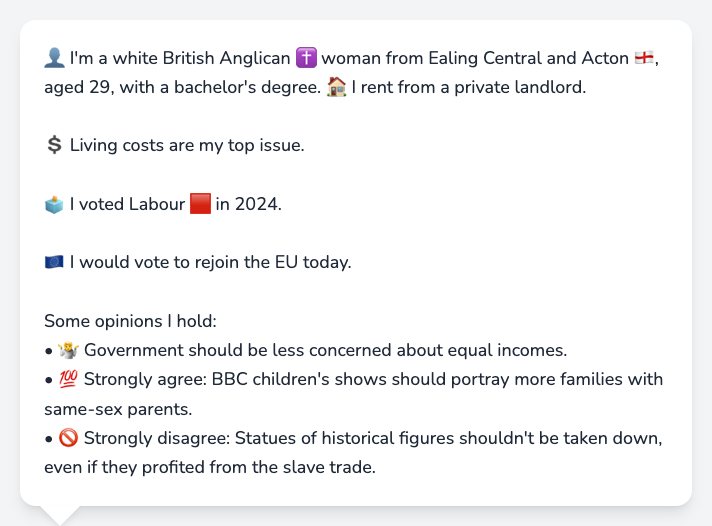 👤 I'm a white British Anglican ✝️ woman from Ealing Central and Acton 🏴󠁧󠁢󠁥󠁮󠁧󠁿,
aged 29, with a bachelor's degree. 🏠 I rent from a private landlord.
💲 Living costs are my top issue.
🗳️ I voted Labour 🟥 in 2024.
🇪🇺 I would vote to rejoin the EU today.
Some opinions I hold:
• 🤷 Government should be less concerned about equal incomes.
• 💯 Strongly agree: BBC children's shows should portray more families with
same-sex parents.
• 🚫 Strongly disagree: Statues of historical figures shouldn't be taken down,
even if they profited from the slave trade.